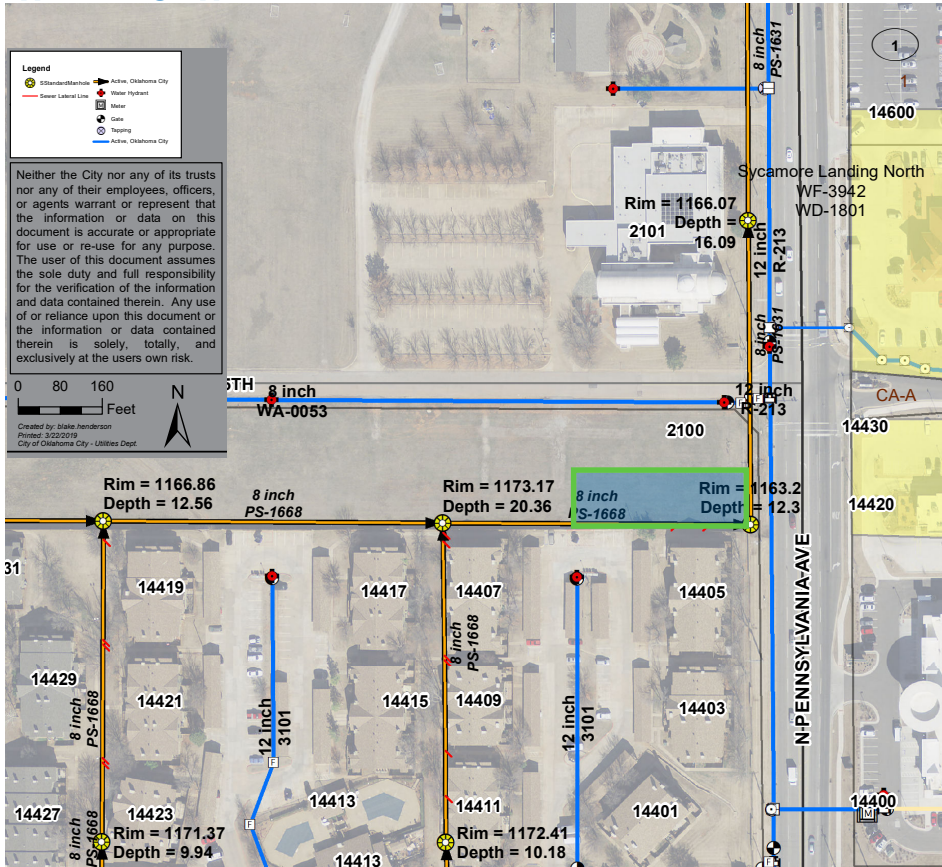 Legend
SStandardManhole
Sewer Lateral Line
Active, Oklahoma City
Water Hydrant
Meter
Gate
Tapping
Active, Oklahoma City
Neither the City nor any of its trusts
nor any of their employees, officers,
or agents warrant or represent that
the information or data on this
document is accurate or appropriate
for use or re-use for any purpose.
The user of this document assumes
the sole duty and full responsibility
for the verification of the information
and data contained therein. Any use
of or reliance upon this document or
the information or data contained
therein is solely, totally, and
exclusively at the users own risk.
0 80 160
Feet
N
Created by: blake.henderson
Printed: 3/22/2019
City of Oklahoma City - Utilities Dept.
8 inch
PS-1631
1
1
14600
Sycamore Landing North
WF-3942
WD-1801
Rim = 1166.07
Depth =
16.09
2101
12 inch
R-213
8 inch
PS-1631
5TH
8 inch
WA-0053
12 inch
R-213
CA-A
2100
14430
14420
Rim = 1166.86
Depth = 12.56
8 inch
PS-1668
Rim = 1173.17
Depth = 20.36
8 inch
PS-1668
Rim = 1163.2
Depth = 12.3
31
14419
14417
14407
14405
8 inch
PS-1668
14429
14421
14415
14409
14403
8 inch
PS-1668
12 inch
3101
12 inch
3101
N-PENNSYLVANIA-AVE
14427
14423
14413
14411
14401
14400
M
F
F
F
F
F
8 inch
PS-1668
Rim = 1171.37
Depth = 9.94
14413
Rim = 1172.41
Depth = 10.18